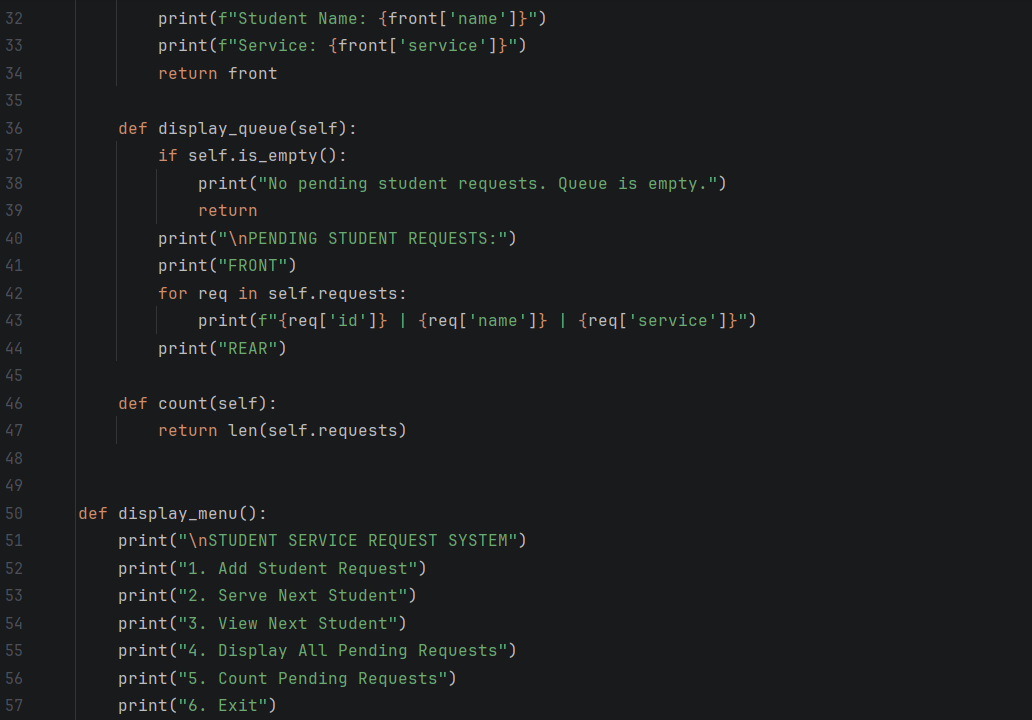 32 print(f"Student Name: {front['name']}")
33 print(f"Service: {front['service']}")
34 return front
35
36 def display_queue(self):
37 if self.is_empty():
38 print("No pending student requests. Queue is empty.")
39 return
40 print("\nPENDING STUDENT REQUESTS:")
41 print("FRONT")
42 for req in self.requests:
43 print(f"{req['id']} | {req['name']} | {req['service']}")
44 print("REAR")
45
46 def count(self):
47 return len(self.requests)
48
49
50 def display_menu():
51 print("\nSTUDENT SERVICE REQUEST SYSTEM")
52 print("1. Add Student Request")
53 print("2. Serve Next Student")
54 print("3. View Next Student")
55 print("4. Display All Pending Requests")
56 print("5. Count Pending Requests")
57 print("6. Exit")